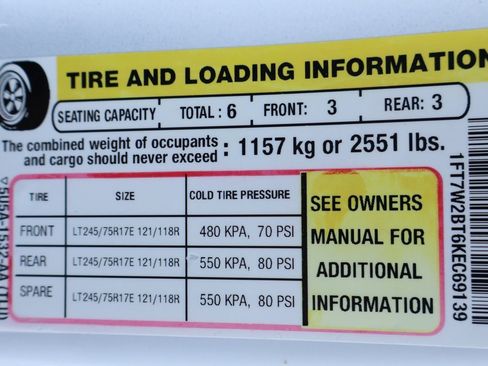 TIRE AND LOADING INFORMATION
SEATING CAPACITY TOTAL : 6 FRONT: 3 REAR: 3
The combined weight of occupants
and cargo should never exceed : 1157 kg or 2551 lbs.
TIRE SIZE COLD TIRE PRESSURE
FRONT LT245/75R17E 121/118R 480 KPA, 70 PSI
REAR LT245/75R17E 121/118R 550 KPA, 80 PSI
SPARE LT245/75R17E 121/118R 550 KPA, 80 PSI
SEE OWNERS
MANUAL FOR
ADDITIONAL
INFORMATION
1FT7W2BT6KEC69139